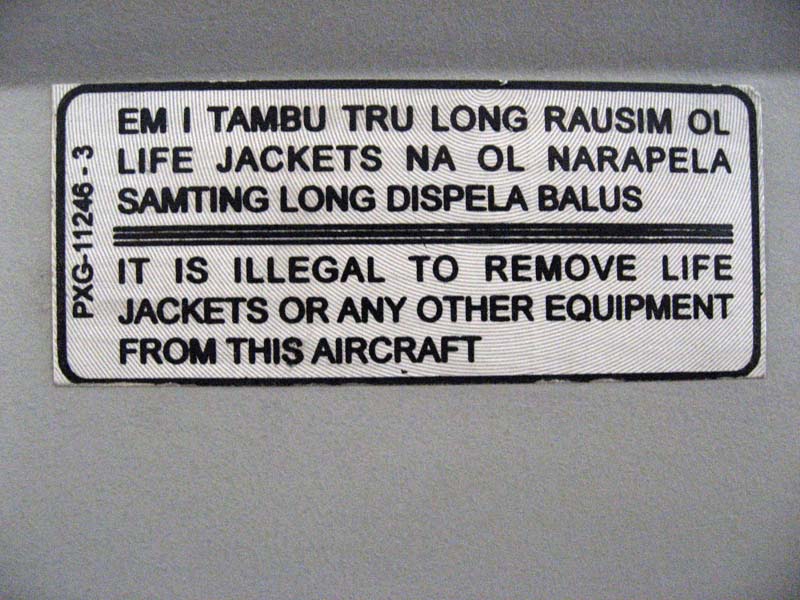 EM I TAMBU TRU LONG RAUSIM OL
LIFE JACKETS NA OL NARAPELA
SAMTING LONG DISPELA BALUS
IT IS ILLEGAL TO REMOVE LIFE
JACKETS OR ANY OTHER EQUIPMENT
FROM THIS AIRCRAFT
PXG-11246-3